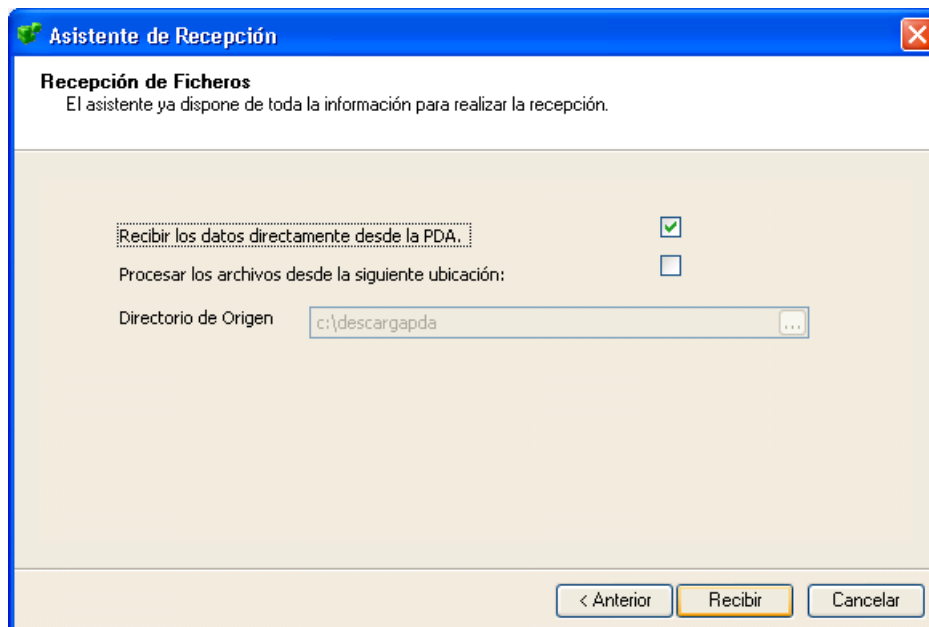 Asistente de Recepción
Recepción de Ficheros
El asistente ya dispone de toda la información para realizar la recepción.
Recibir los datos directamente desde la PDA.
Procesar los archivos desde la siguiente ubicación:
Directorio de Origen c:\descargapda ...
< Anterior Recibir Cancelar